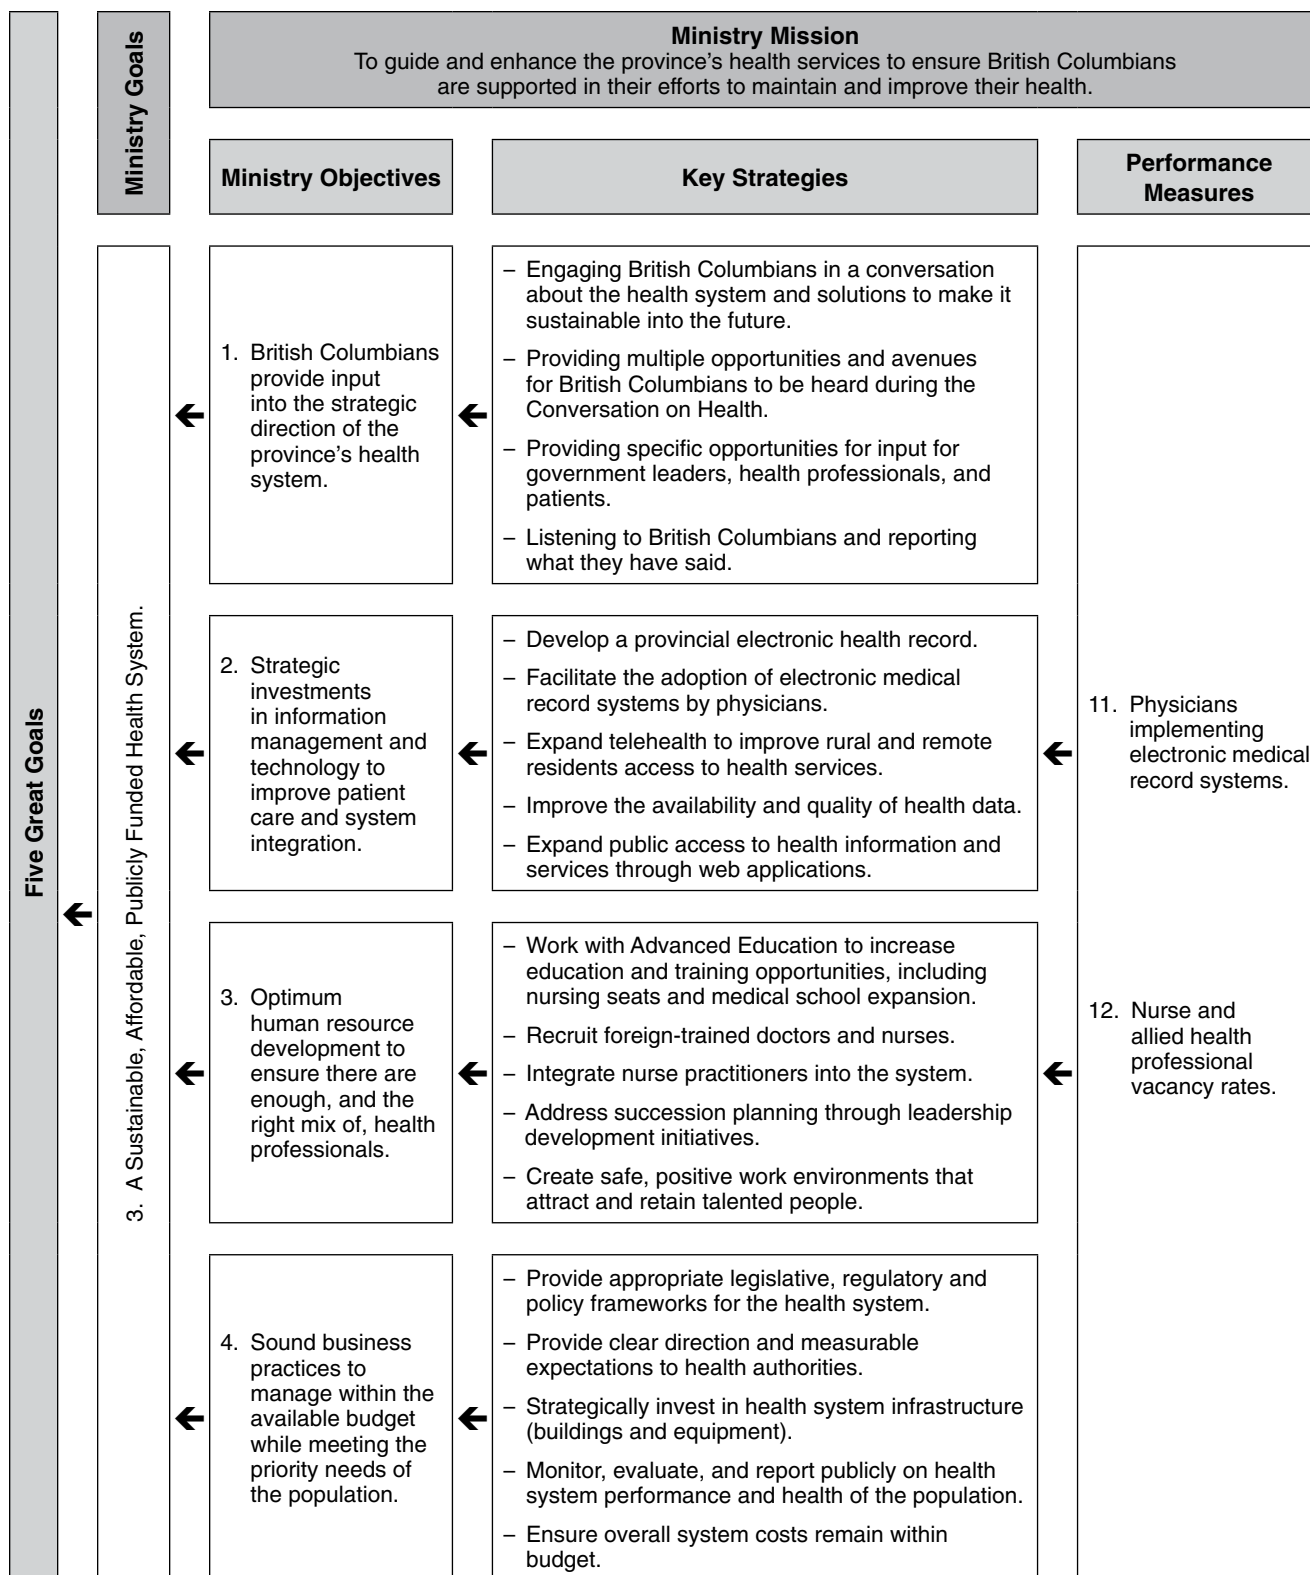 Five Great Goals
Ministry Goals
Ministry Mission
To guide and enhance the province's health services to ensure British Columbians
are supported in their efforts to maintain and improve their health.
Ministry Objectives
Key Strategies
Performance
Measures
3. A Sustainable, Affordable, Publicly Funded Health System.
1. British Columbians
provide input
into the strategic
direction of the
province's health
system.
– Engaging British Columbians in a conversation
about the health system and solutions to make it
sustainable into the future.
– Providing multiple opportunities and avenues
for British Columbians to be heard during the
Conversation on Health.
– Providing specific opportunities for input for
government leaders, health professionals, and
patients.
– Listening to British Columbians and reporting
what they have said.
2. Strategic
investments
in information
management and
technology to
improve patient
care and system
integration.
– Develop a provincial electronic health record.
– Facilitate the adoption of electronic medical
record systems by physicians.
– Expand telehealth to improve rural and remote
residents access to health services.
– Improve the availability and quality of health data.
– Expand public access to health information and
services through web applications.
11. Physicians
implementing
electronic medical
record systems.
3. Optimum
human resource
development to
ensure there are
enough, and the
right mix of, health
professionals.
– Work with Advanced Education to increase
education and training opportunities, including
nursing seats and medical school expansion.
– Recruit foreign-trained doctors and nurses.
– Integrate nurse practitioners into the system.
– Address succession planning through leadership
development initiatives.
– Create safe, positive work environments that
attract and retain talented people.
12. Nurse and
allied health
professional
vacancy rates.
4. Sound business
practices to
manage within the
available budget
while meeting the
priority needs of
the population.
– Provide appropriate legislative, regulatory and
policy frameworks for the health system.
– Provide clear direction and measurable
expectations to health authorities.
– Strategically invest in health system infrastructure
(buildings and equipment).
– Monitor, evaluate, and report publicly on health
system performance and health of the population.
– Ensure overall system costs remain within
budget.